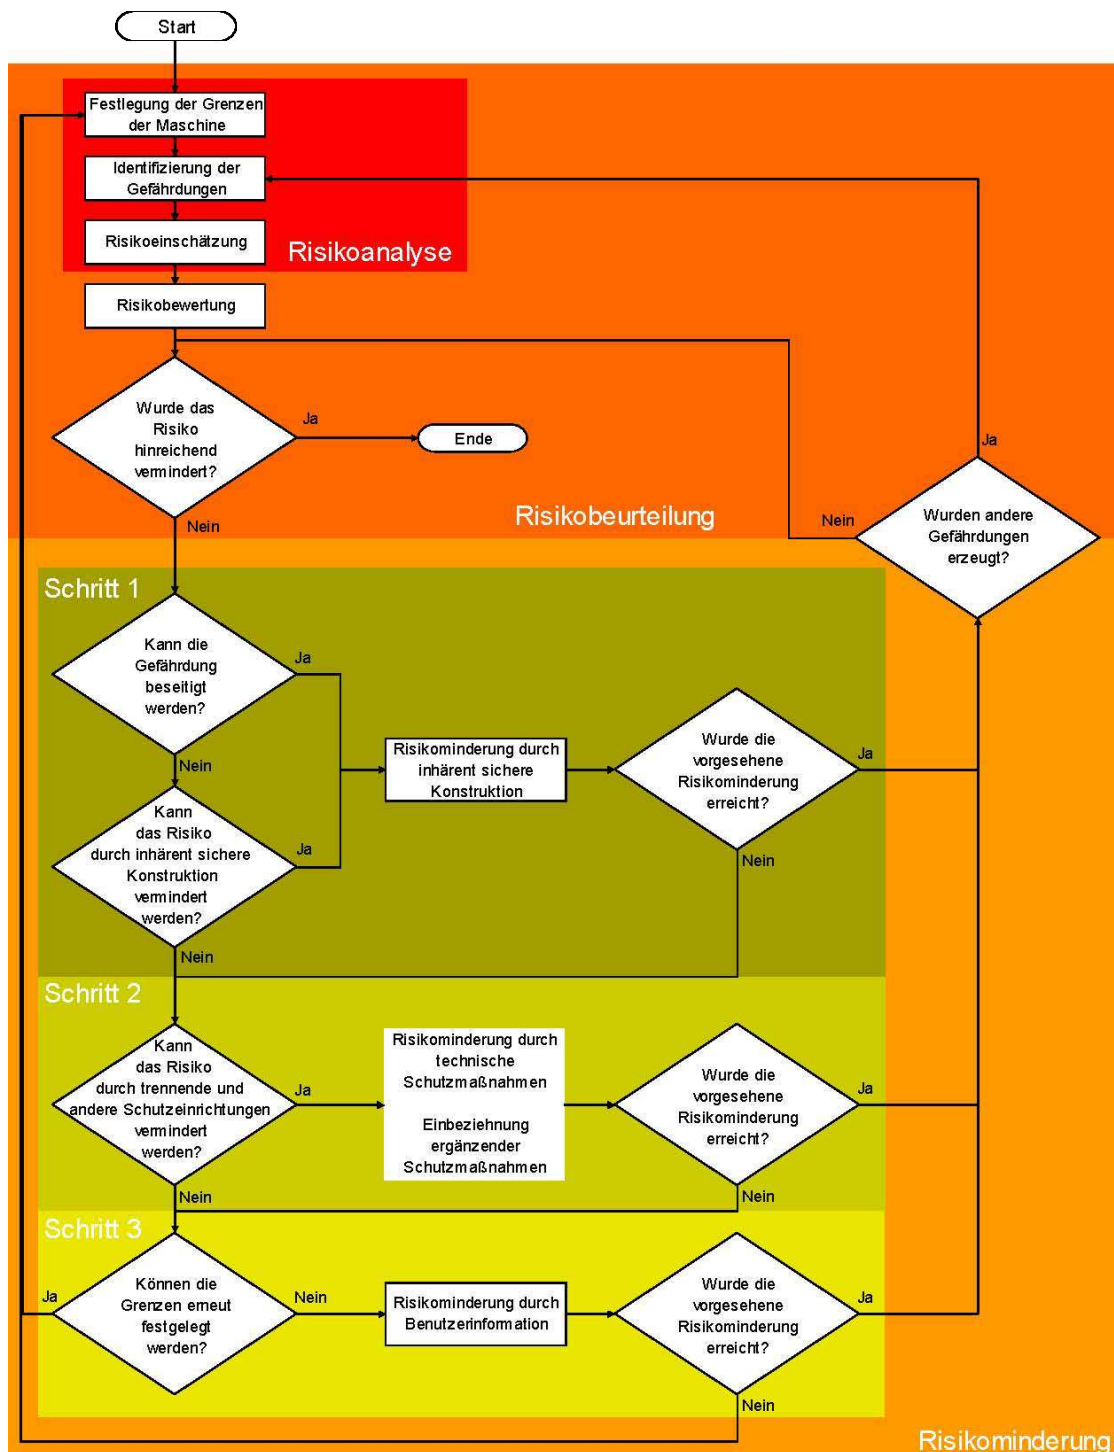 Start
Festlegung der Grenzen
der Maschine
Identifizierung der
Gefährdungen
Risikoeinschätzung
Risikoanalyse
Risikobewertung
Wurde das
Risiko
hinreichend
vermindert?
Ja
Ende
Nein
Risikobeurteilung
Ja
Nein
Wurden andere
Gefährdungen
erzeugt?
Schritt 1
Kann die
Gefährdung
beseitigt
werden?
Ja
Nein
Kann
das Risiko
durch inhärent sichere
Konstruktion
vermindert
werden?
Ja
Nein
Risikominderung durch
inhärent sichere
Konstruktion
Wurde die
vorgesehene
Risikominderung
erreicht?
Ja
Nein
Schritt 2
Kann
das Risiko
durch trennende und
andere Schutzeinrichtungen
vermindert
werden?
Ja
Nein
Risikominderung durch
technische
Schutzmaßnahmen
Einbeziehnung
ergänzender
Schutzmaßnahmen
Wurde die
vorgesehene
Risikominderung
erreicht?
Ja
Nein
Schritt 3
Ja
Können die
Grenzen erneut
festgelegt
werden?
Nein
Risikominderung durch
Benutzerinformation
Wurde die
vorgesehene
Risikominderung
erreicht?
Ja
Nein
Risikominderung